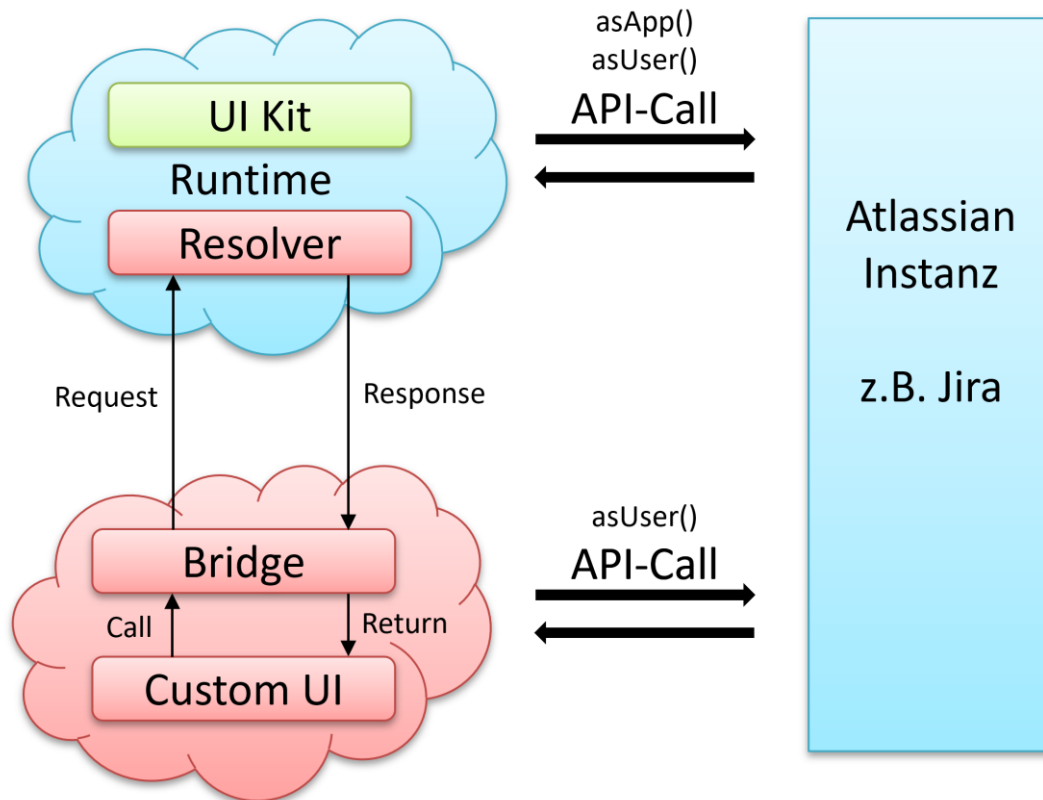 UI Kit
Runtime
Resolver
asApp()
asUser()
API-Call
Atlassian
Instanz
z.B. Jira
Request
Response
Bridge
Call
Return
Custom UI
asUser()
API-Call